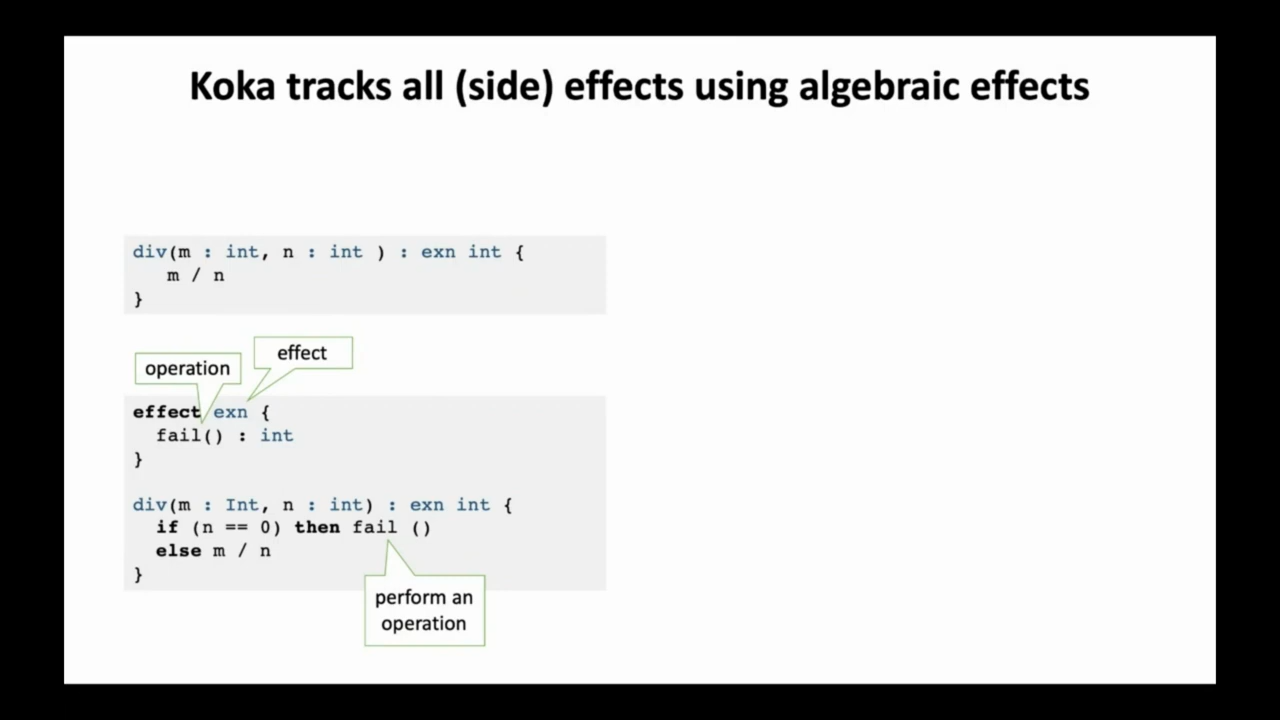 Koka tracks all (side) effects using algebraic effects
div(m : int, n : int ) : exn int {
m / n
}
effect
operation
effect exn {
fail() : int
}
div(m : Int, n : int) : exn int {
if (n == 0) then fail ()
else m / n
}
perform an
operation